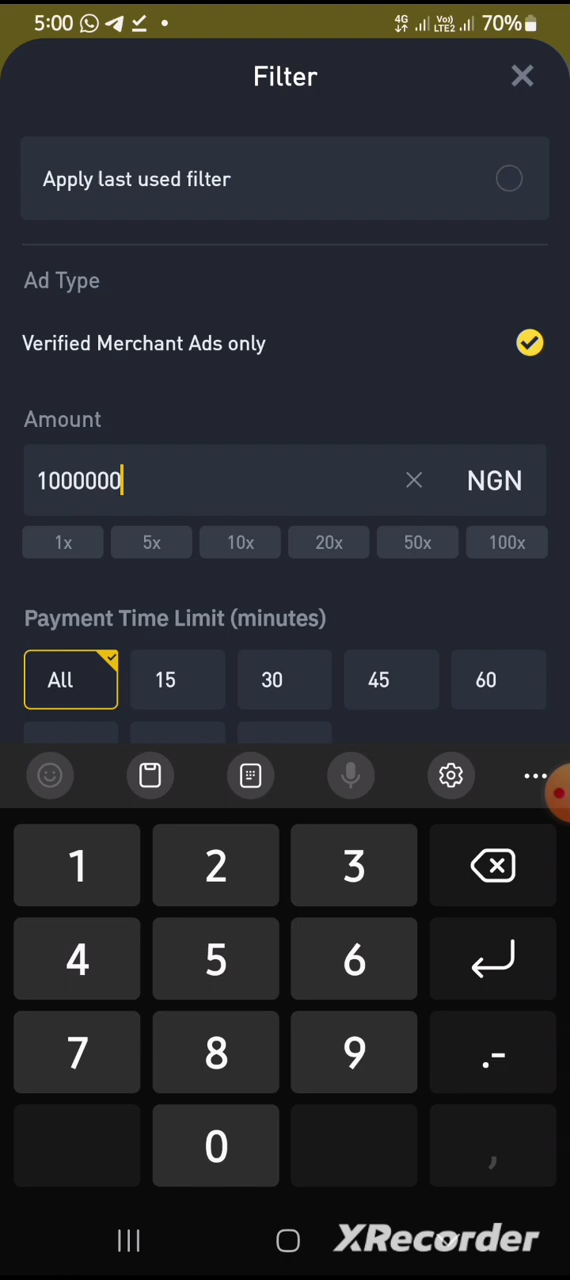 5:00 4G Vo)) LTE2 70%
Filter
Apply last used filter
Ad Type
Verified Merchant Ads only
Amount
1000000 NGN
1x 5x 10x 20x 50x 100x
Payment Time Limit (minutes)
All 15 30 45 60
1 2 3
4 5 6
7 8 9 .-
0 ,
XRecorder